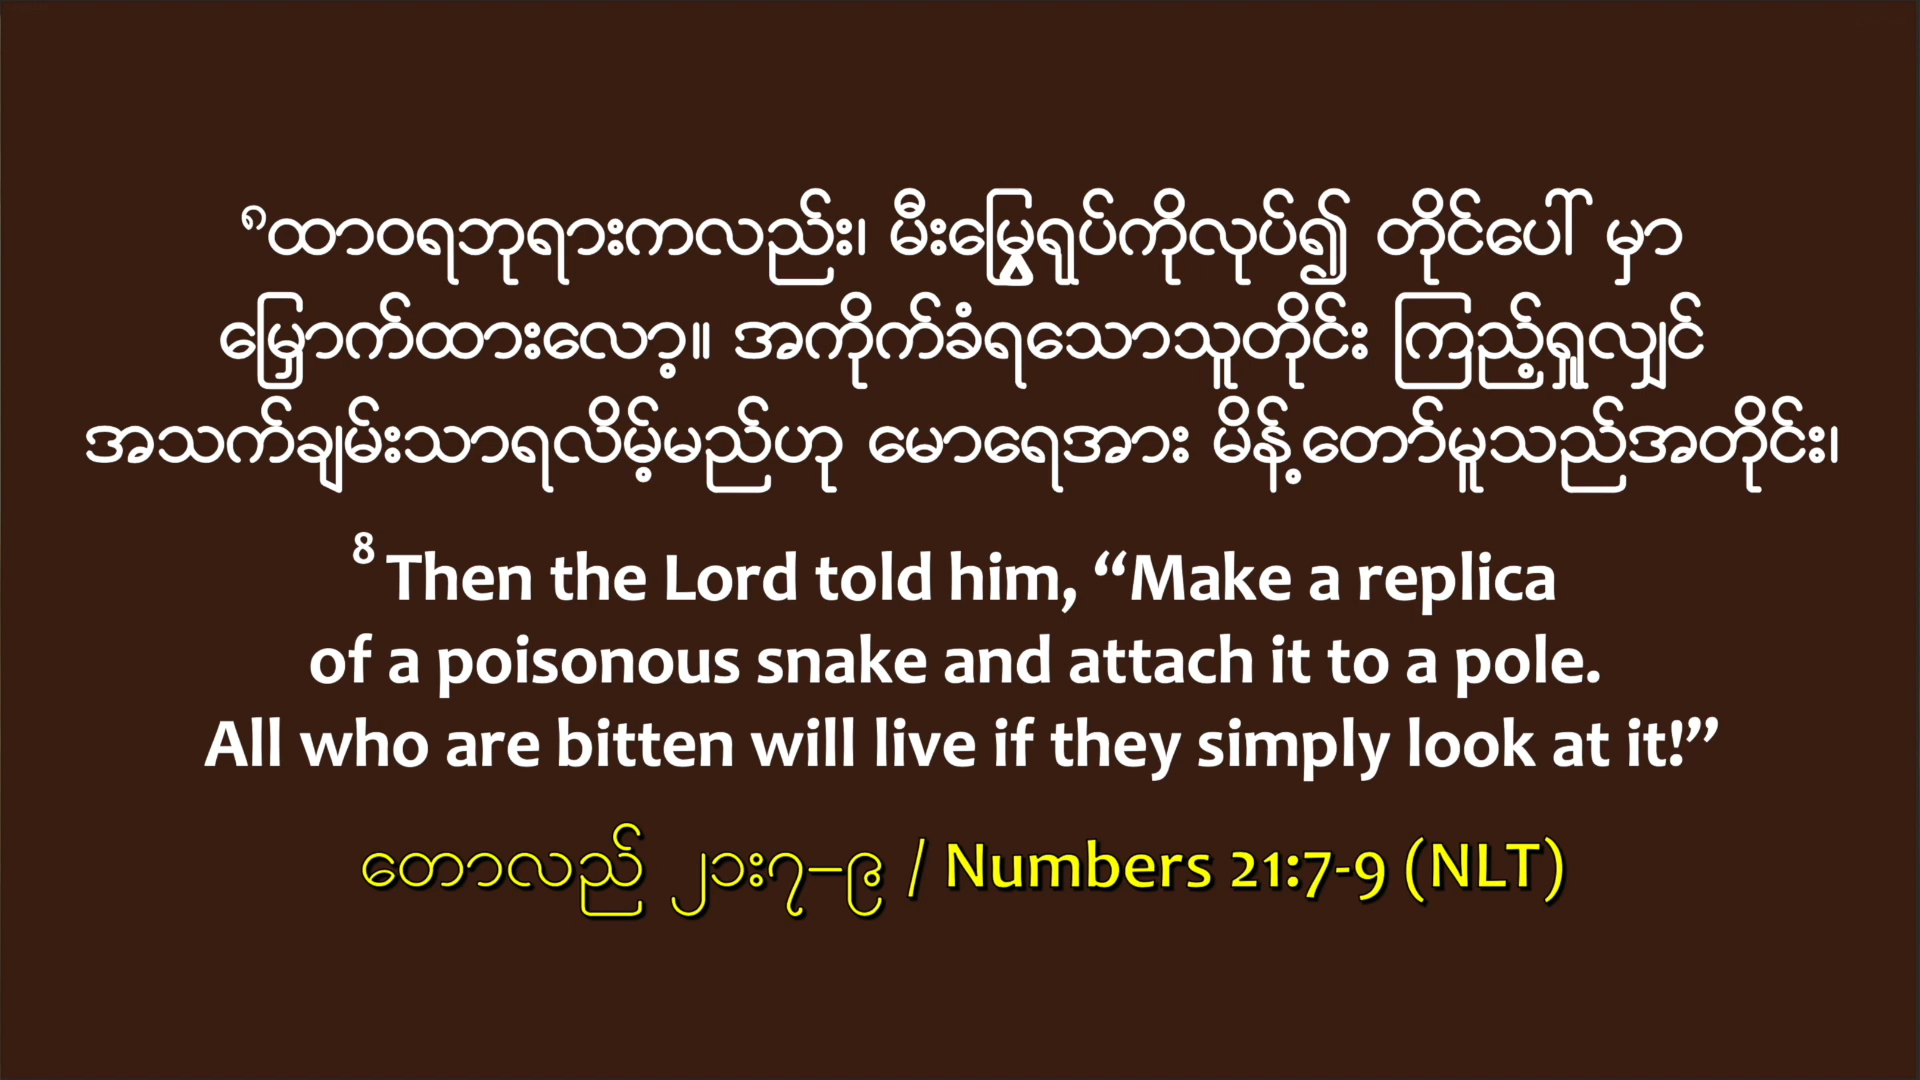 ၈ထာဝရဘုရားကလည်း၊ မီးမြွေရုပ်ကိုလုပ်၍ တိုင်ပေါ် မှာ
မြှောက်ထားလော့။ အကိုက်ခံရသောသူတိုင်း ကြည့်ရှုလျှင်
အသက်ချမ်းသာရလိမ့်မည်ဟု မောရေအား မိန့်တော်မူသည်အတိုင်း၊
8 Then the Lord told him, “Make a replica
of a poisonous snake and attach it to a pole.
All who are bitten will live if they simply look at it!”
တောလည် ၂၁း၇–၉ / Numbers 21:7-9 (NLT)